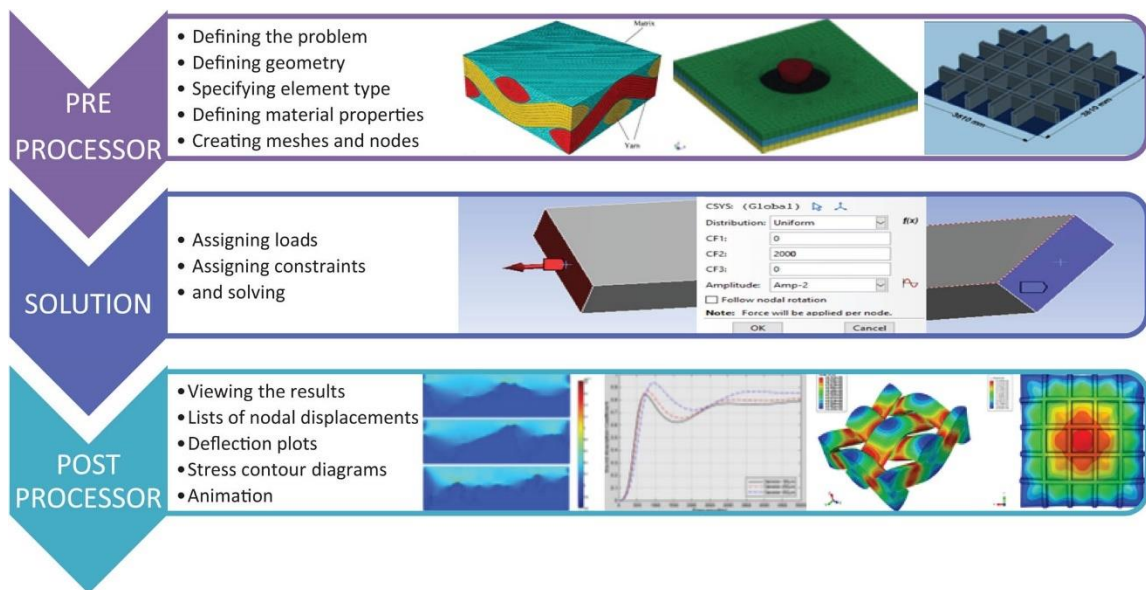 PRE
PROCESSOR
• Defining the problem
• Defining geometry
• Specifying element type
• Defining material properties
• Creating meshes and nodes
Matrix
Yarn
3810 mm
3810 mm
SOLUTION
• Assigning loads
• Assigning constraints
• and solving
CSYS: (Global)
Distribution: Uniform f(x)
CF1: 0
CF2: 2000
CF3: 0
Amplitude: Amp-2
Follow nodal rotation
Note: Force will be applied per node.
OK Cancel
POST
PROCESSOR
•Viewing the results
•Lists of nodal displacements
•Deflection plots
•Stress contour diagrams
•Animation